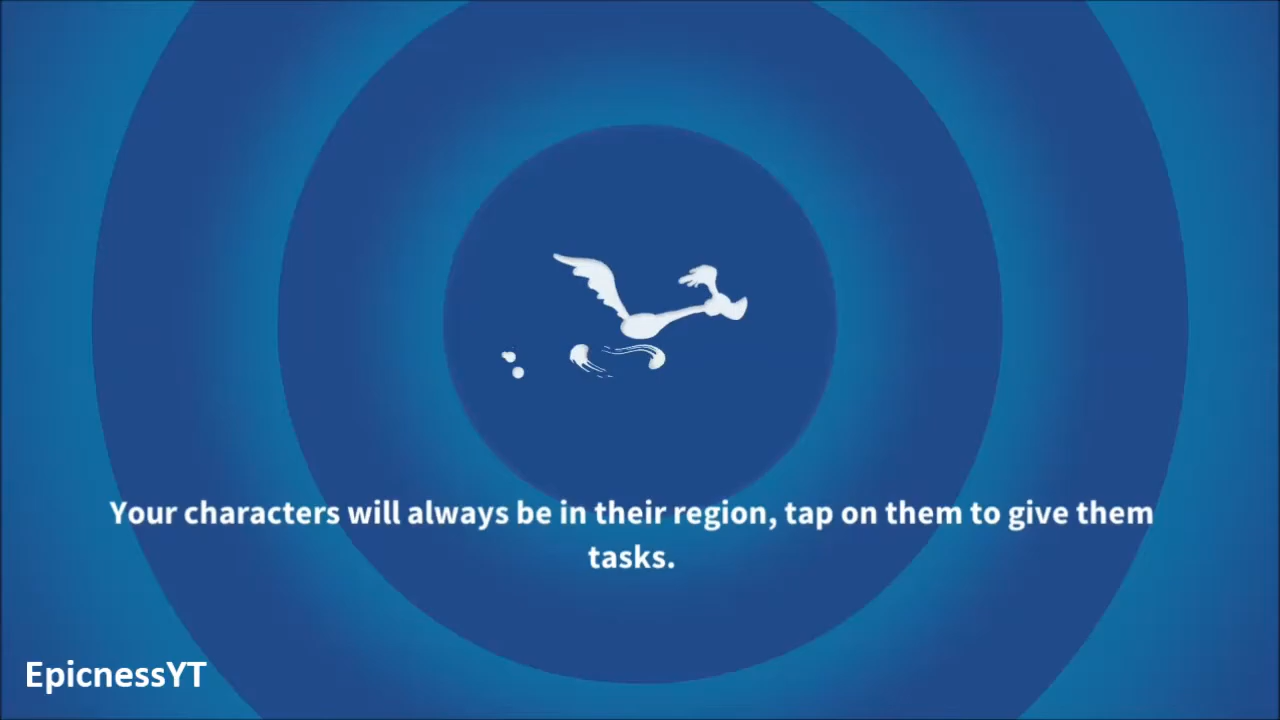 Your characters will always be in their region, tap on them to give them
tasks.
EpicnessYT